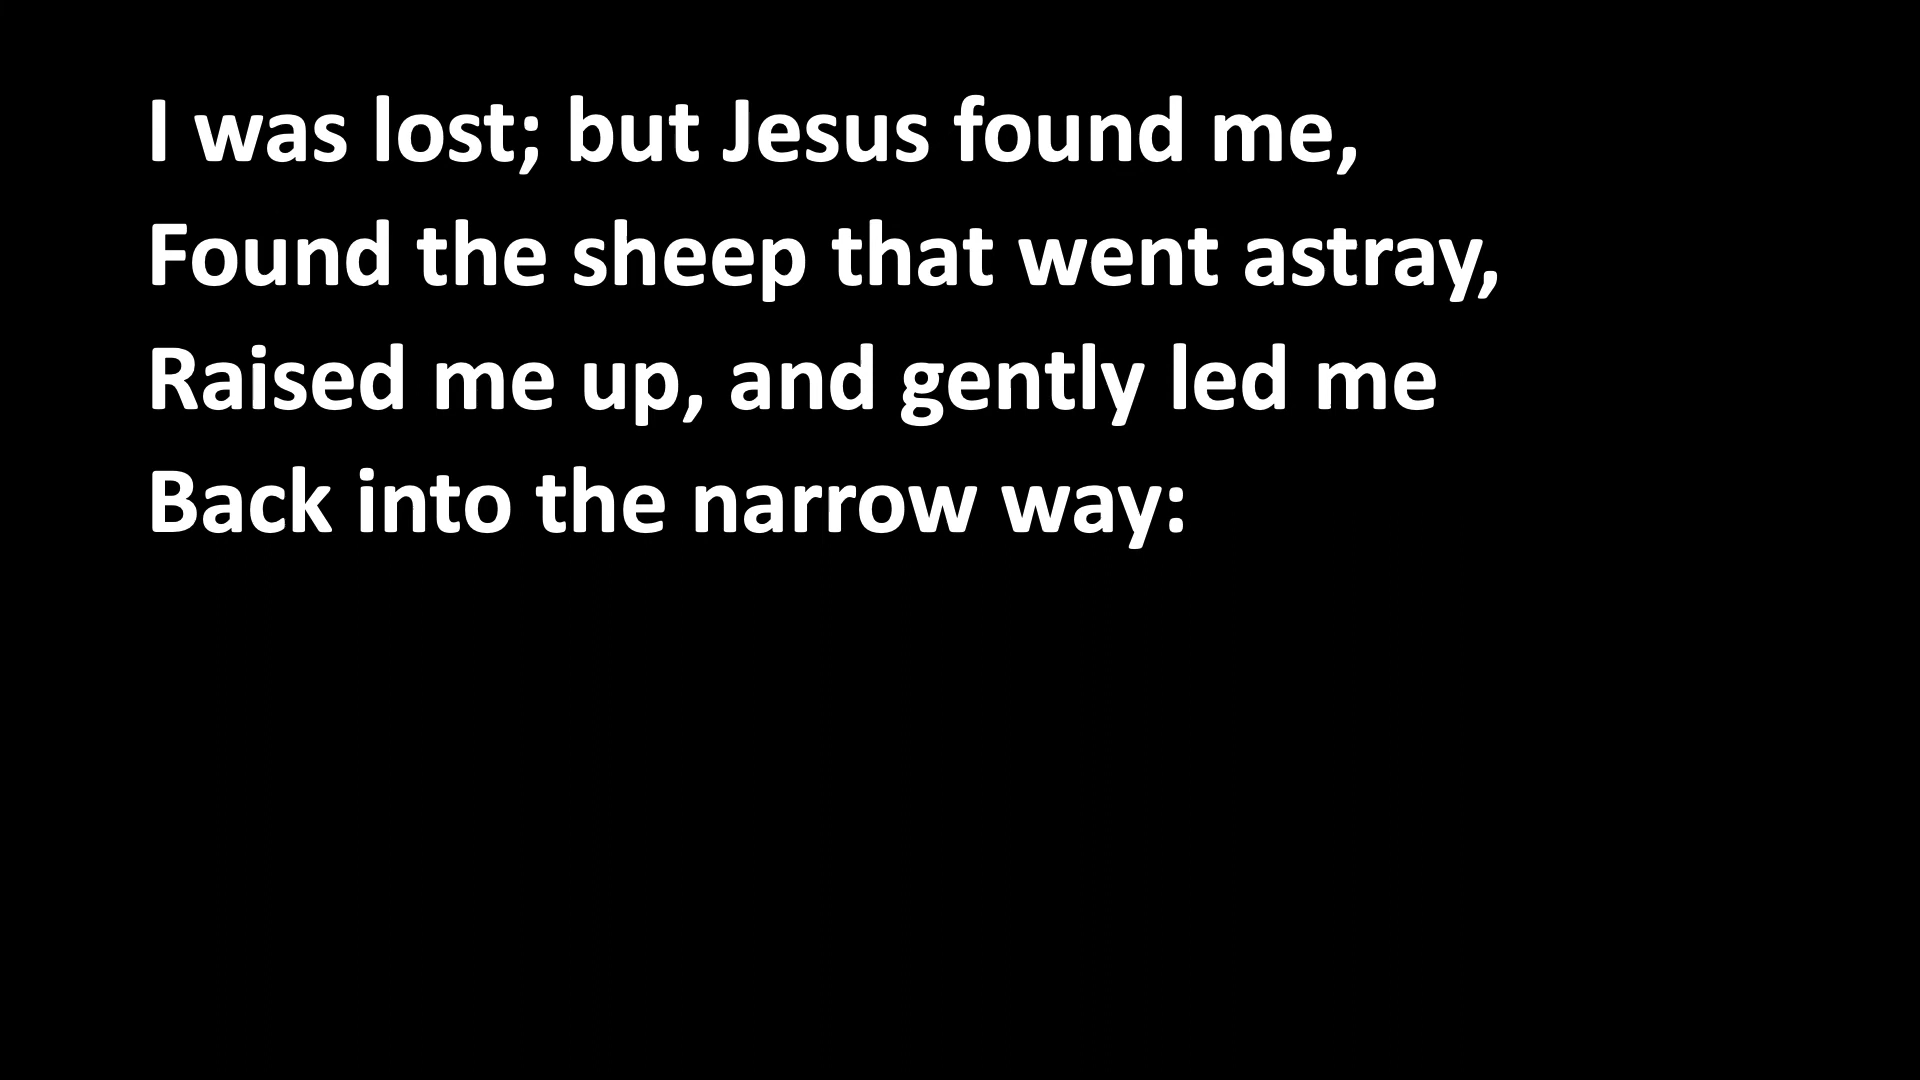 I was lost; but Jesus found me,
Found the sheep that went astray,
Raised me up, and gently led me
Back into the narrow way: